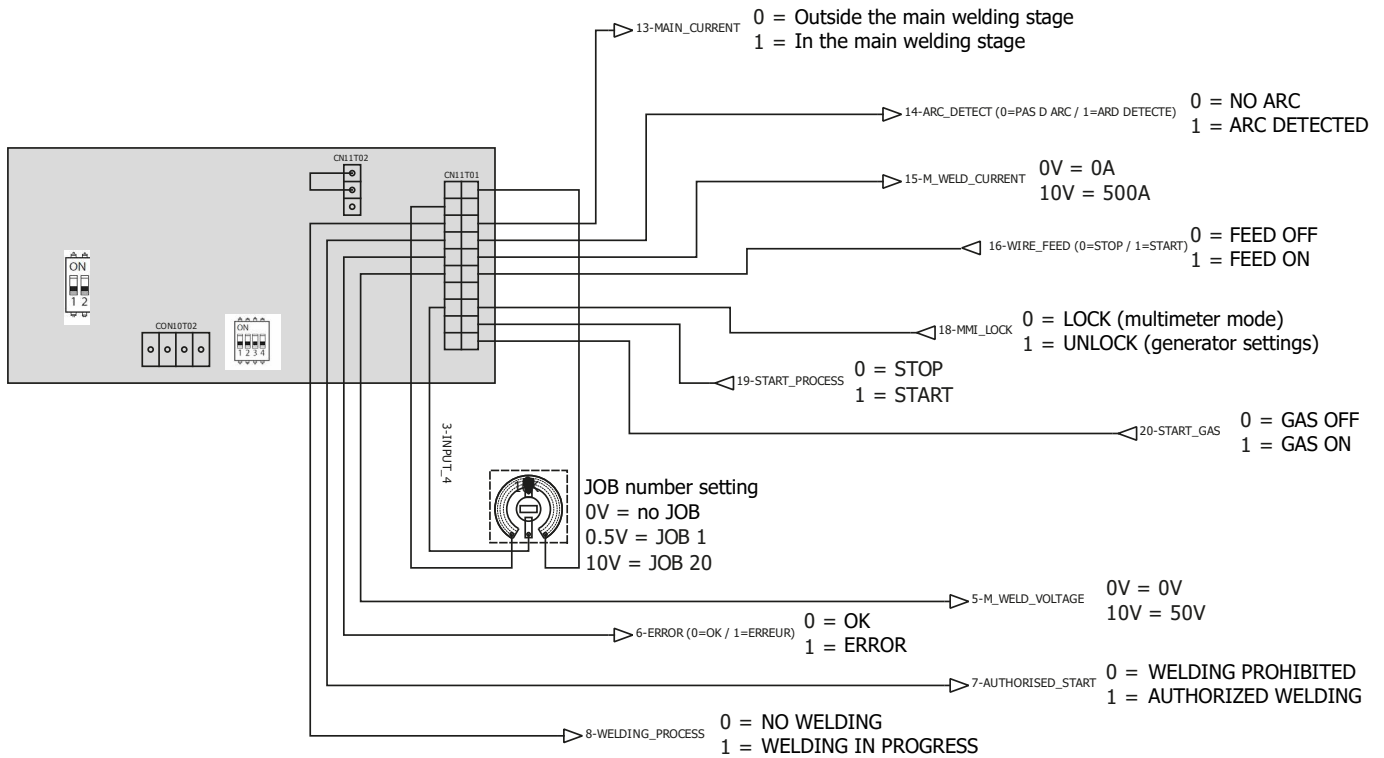 13-MAIN_CURRENT
0 = Outside the main welding stage
1 = In the main welding stage
14-ARC_DETECT (0=PAS D ARC / 1=ARD DETECTE)
0 = NO ARC
1 = ARC DETECTED
CN11T02
CN11T01
15-M_WELD_CURRENT
0V = 0A
10V = 500A
16-WIRE_FEED (0=STOP / 1=START)
0 = FEED OFF
1 = FEED ON
ON
1 2
CON10T02
ON
1 2 3 4
18-MMI_LOCK
0 = LOCK (multimeter mode)
1 = UNLOCK (generator settings)
19-START_PROCESS
0 = STOP
1 = START
20-START_GAS
0 = GAS OFF
1 = GAS ON
3-INPUT_4
JOB number setting
0V = no JOB
0.5V = JOB 1
10V = JOB 20
5-M_WELD_VOLTAGE
0V = 0V
10V = 50V
6-ERROR (0=OK / 1=ERREUR)
0 = OK
1 = ERROR
7-AUTHORISED_START
0 = WELDING PROHIBITED
1 = AUTHORIZED WELDING
8-WELDING_PROCESS
0 = NO WELDING
1 = WELDING IN PROGRESS